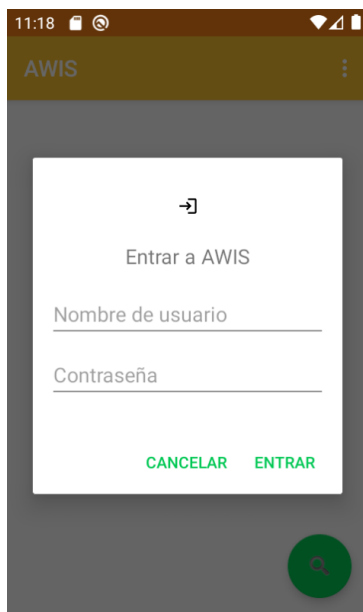 11:18
AWIS
Entrar a AWIS
Nombre de usuario
Contraseña
CANCELAR ENTRAR